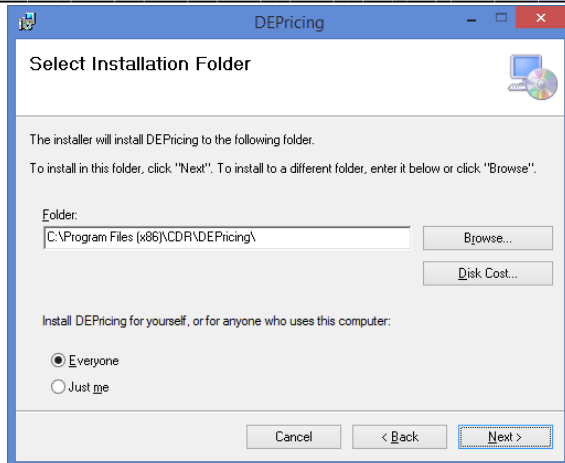 DEPricing
Select Installation Folder
The installer will install DEPricing to the following folder.
To install in this folder, click "Next". To install to a different folder, enter it below or click "Browse".
Folder:
C:\Program Files (x86)\CDR\DEPricing\
Browse...
Disk Cost...
Install DEPricing for yourself, or for anyone who uses this computer:
Everyone
Just me
Cancel
< Back
Next >